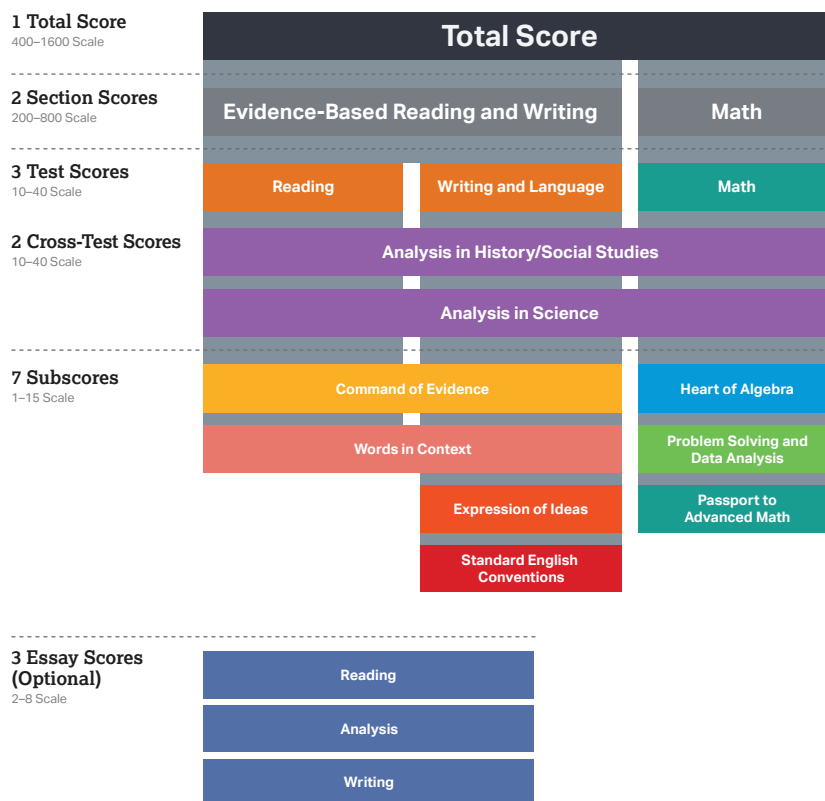 1 Total Score
400–1600 Scale
Total Score
2 Section Scores
200–800 Scale
Evidence-Based Reading and Writing
Math
3 Test Scores
10–40 Scale
Reading
Writing and Language
Math
2 Cross-Test Scores
10–40 Scale
Analysis in History/Social Studies
Analysis in Science
7 Subscores
1–15 Scale
Command of Evidence
Heart of Algebra
Words in Context
Problem Solving and
Data Analysis
Expression of Ideas
Passport to
Advanced Math
Standard English
Conventions
3 Essay Scores
(Optional)
2–8 Scale
Reading
Analysis
Writing